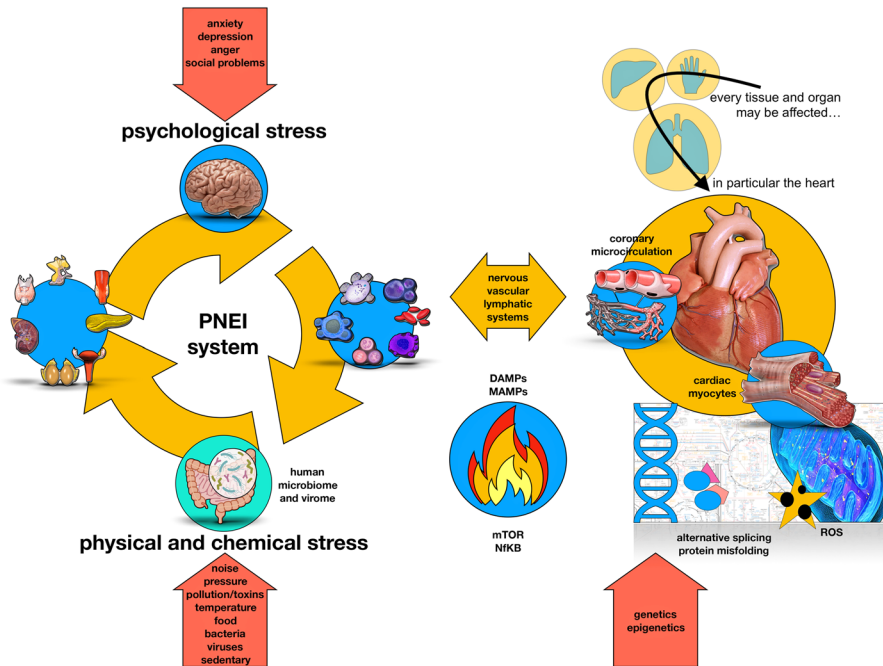 anxiety
depression
anger
social problems
psychological stress
PNEI
system
human
microbiome
and virome
physical and chemical stress
noise
pressure
pollution/toxins
temperature
food
bacteria
viruses
sedentary
nervous
vascular
lymphatic
systems
DAMPs
MAMPs
mTOR
NfKB
every tissue and organ
may be affected...
in particular the heart
coronary
microcirculation
cardiac
myocytes
ROS
alternative splicing
protein misfolding
genetics
epigenetics